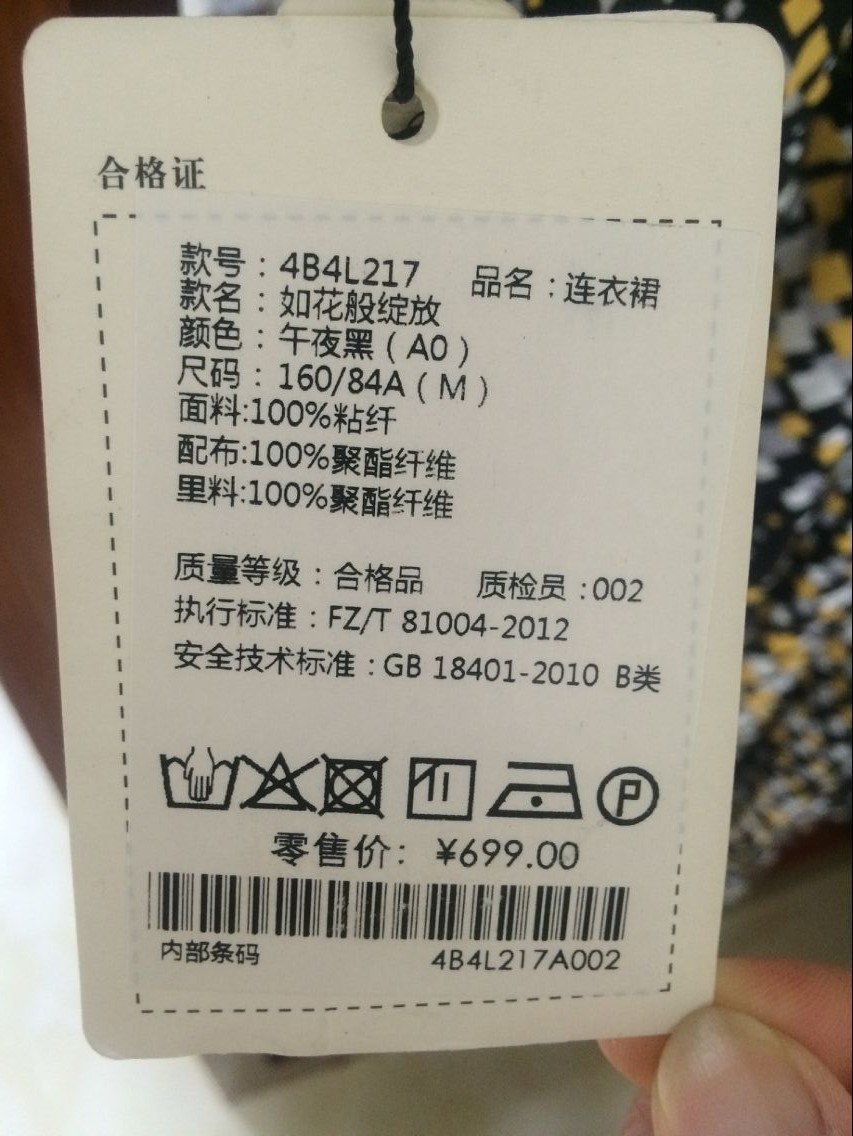 合格证
款号：4B4L217 品名：连衣裙
款名：如花般绽放
颜色：午夜黑（A0）
尺码：160/84A（M）
面料:100%粘纤
配布:100%聚酯纤维
里料:100%聚酯纤维
质量等级：合格品 质检员：002
执行标准：FZ/T 81004-2012
安全技术标准：GB 18401-2010 B类
P
零售价：¥699.00
内部条码 4B4L217A002